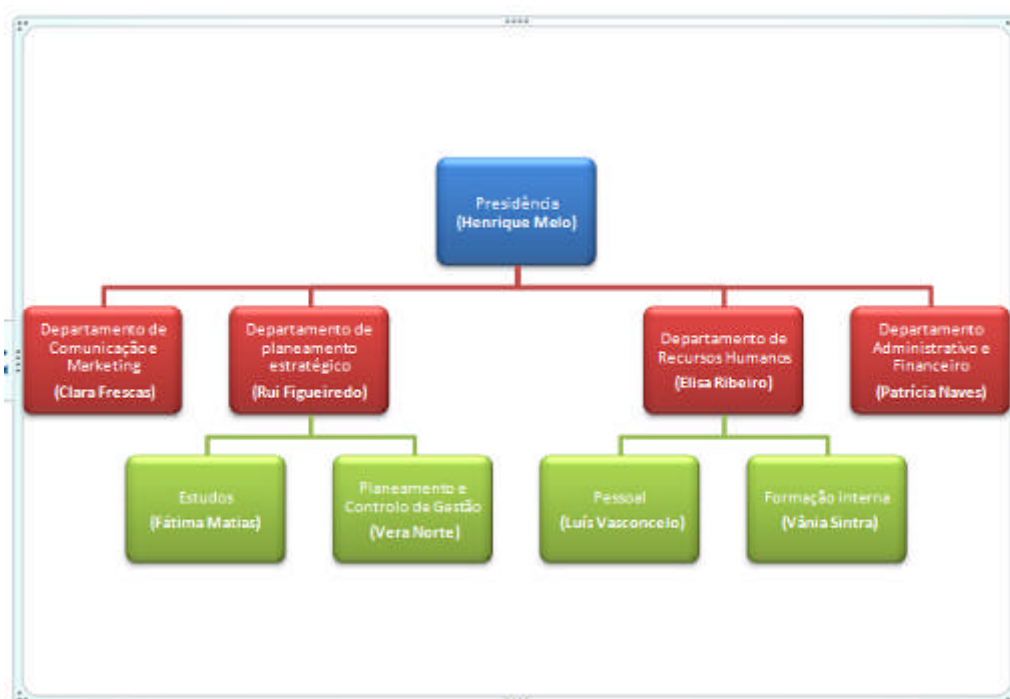 Presidência
(Henrique Melo)
Departamento de
Comunicação e
Marketing
(Clara Frescas)
Departamento de
planeamento
estratégico
(Rui Figueiredo)
Departamento de
Recursos Humanos
(Elisa Ribeiro)
Departamento
Administrativo e
Financeiro
(Patrícia Naves)
Estudos
(Fátima Matias)
Planeamento e
Controlo de Gestão
(Vera Norte)
Pessoal
(Luís Vasconcelo)
Formação interna
(Vânia Sintra)